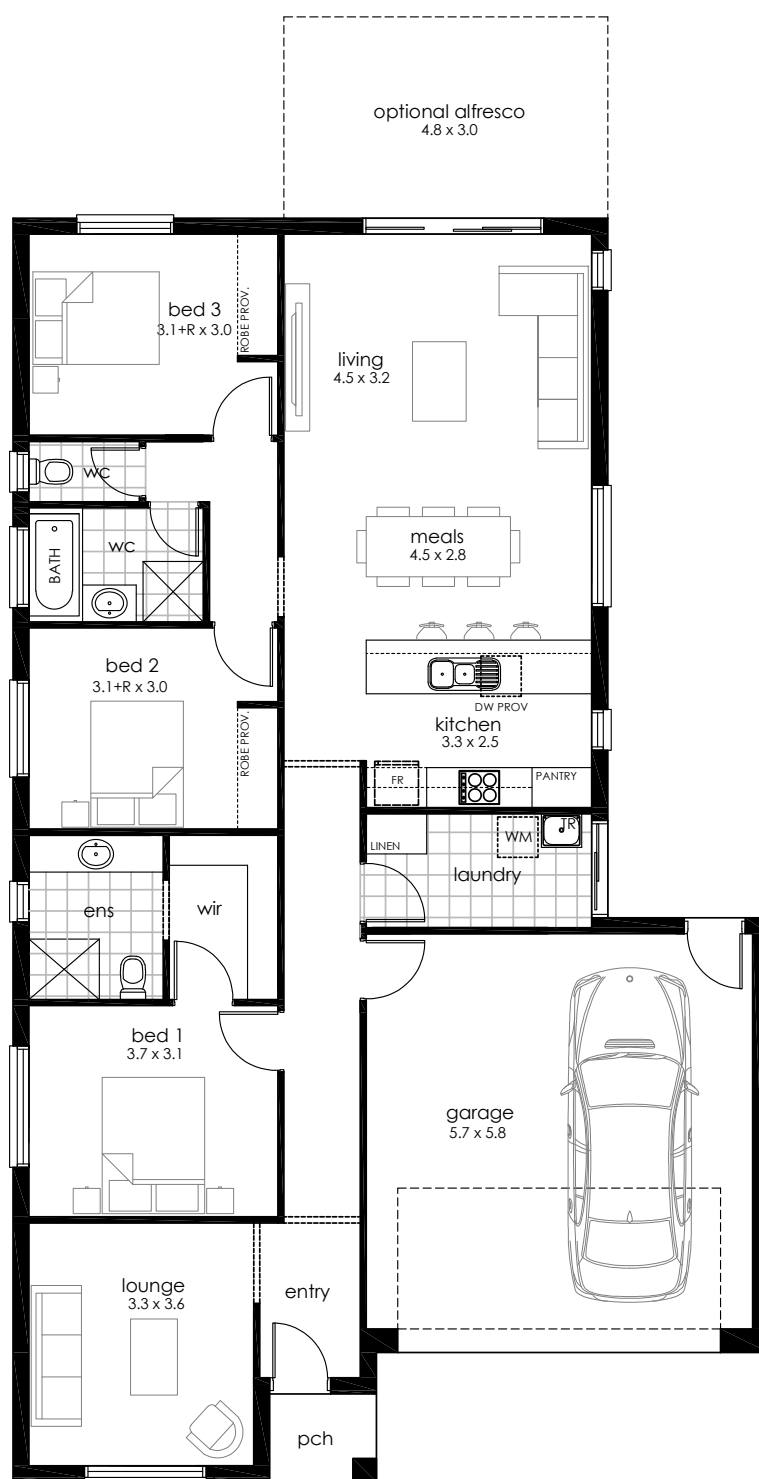 optional alfresco
4.8 x 3.0
bed 3
3.1+R x 3.0
ROBE PROV.
living
4.5 x 3.2
wc
wc
BATH
meals
4.5 x 2.8
bed 2
3.1+R x 3.0
ROBE PROV.
DW PROV
kitchen
3.3 x 2.5
FR
PANTRY
LINEN
WM
TR
laundry
ens
wir
bed 1
3.7 x 3.1
garage
5.7 x 5.8
lounge
3.3 x 3.6
entry
pch